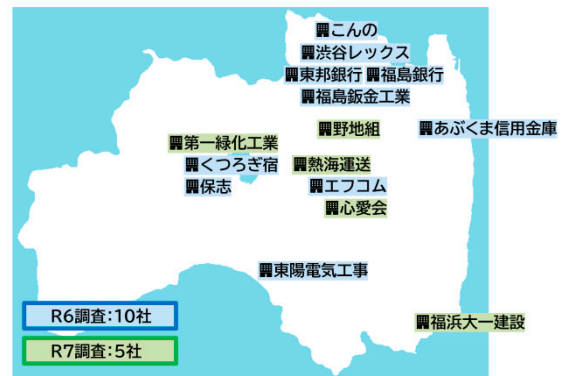 こんの
渋谷レックス
東邦銀行 福島銀行
福島鈑金工業
野地組
あぶくま信用金庫
第一緑化工業
くつろぎ宿
熱海運送
保志
エフコム
心愛会
東陽電気工事
R6調査:10社
福浜大一建設
R7調査:5社